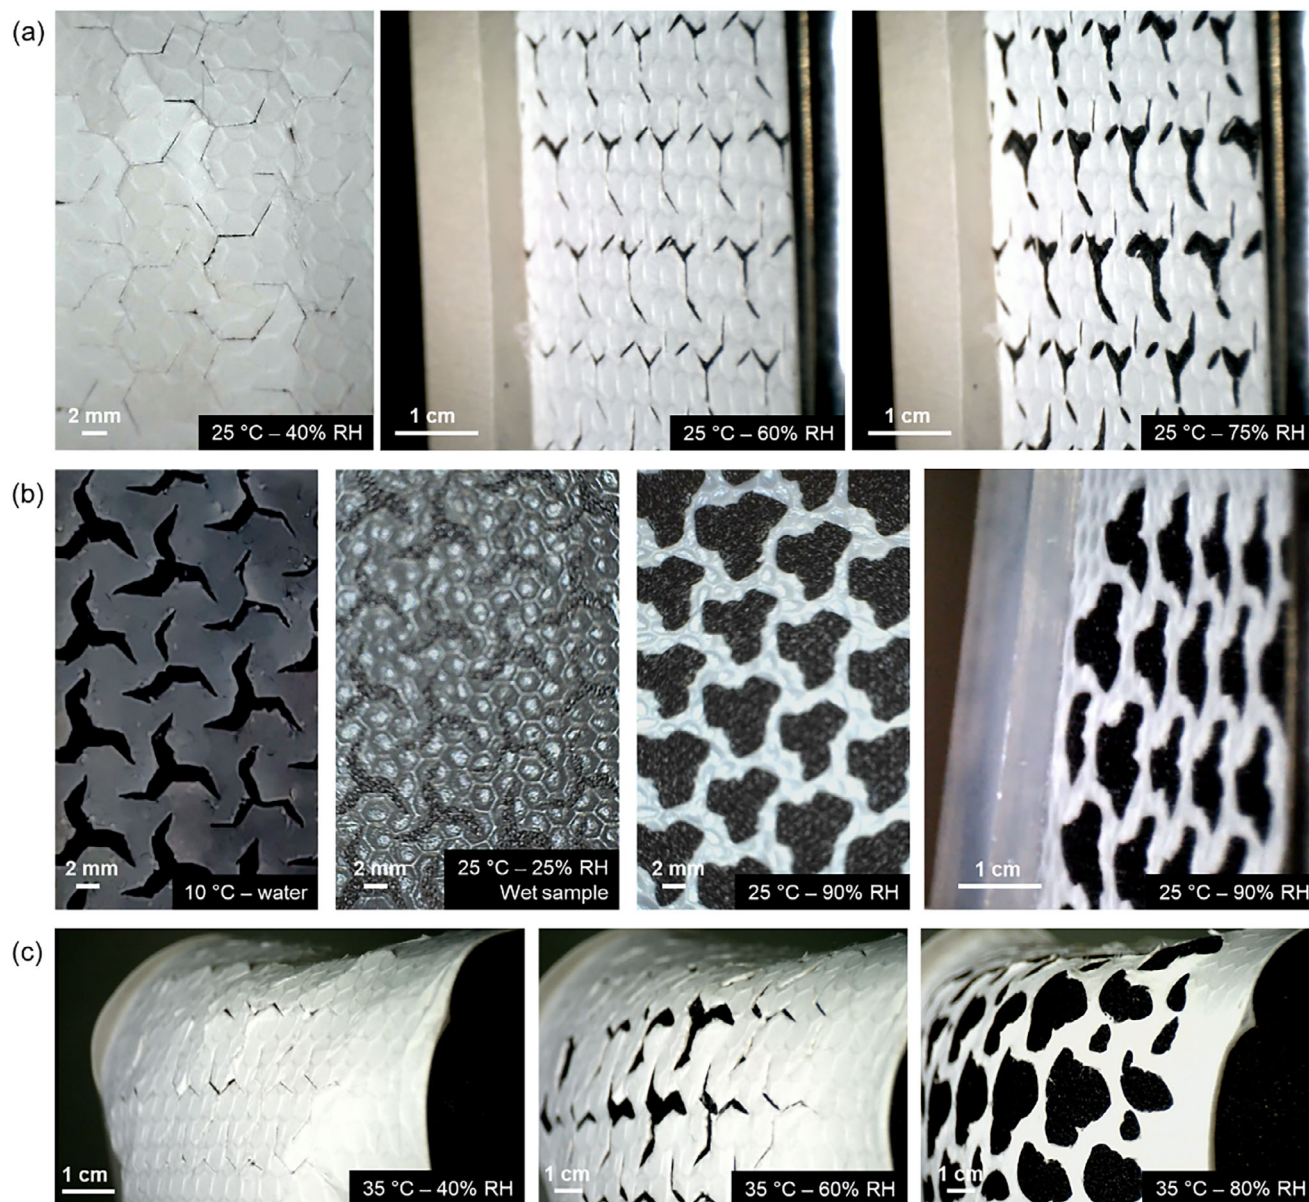 (a)
2 mm
25 °C – 40% RH
1 cm
25 °C – 60% RH
1 cm
25 °C – 75% RH
(b)
2 mm
10 °C – water
2 mm
25 °C – 25% RH
Wet sample
2 mm
25 °C – 90% RH
1 cm
25 °C – 90% RH
(c)
1 cm
35 °C – 40% RH
1 cm
35 °C – 60% RH
1 cm
35 °C – 80% RH